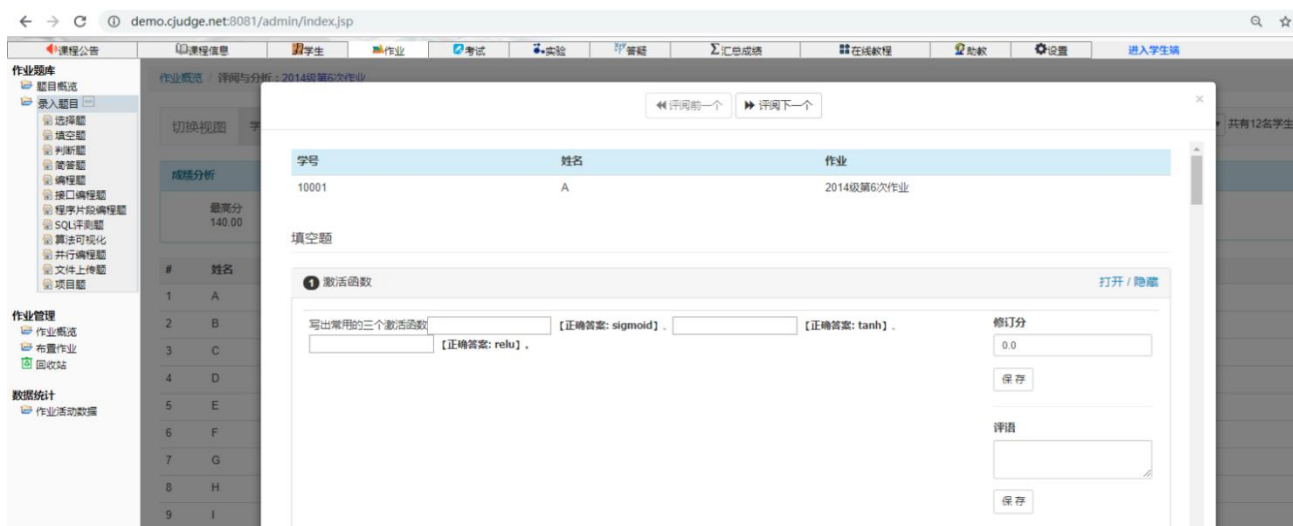 demo.cjudge.net:8081/admin/index.jsp
课程公告 课程信息 学生 作业 考试 实验 答疑 汇总成绩 在线教程 助教 设置 进入学生端
作业题库
题目概览
录入题目
选择题
填空题
判断题
简答题
编程题
接口编程题
程序片段编程题
SQL评测题
算法可视化
并行编程题
文件上传题
项目题
作业管理
作业概览
布置作业
回收站
数据统计
作业活动数据
作业概览 / 评阅与分析 : 2014级第6次作业
切换视图 学
共有12名学生
成绩分析
最高分
140.00
# 姓名
1 A
2 B
3 C
4 D
5 E
6 F
7 G
8 H
9 I
评阅前一个 评阅下一个 ×
学号 姓名 作业
10001 A 2014级第6次作业
填空题
1 激活函数 打开 / 隐藏
写出常用的三个激活函数 【正确答案: sigmoid】 、 【正确答案: tanh】 、
【正确答案: relu】 。
修订分
0.0
保存
评语
保存